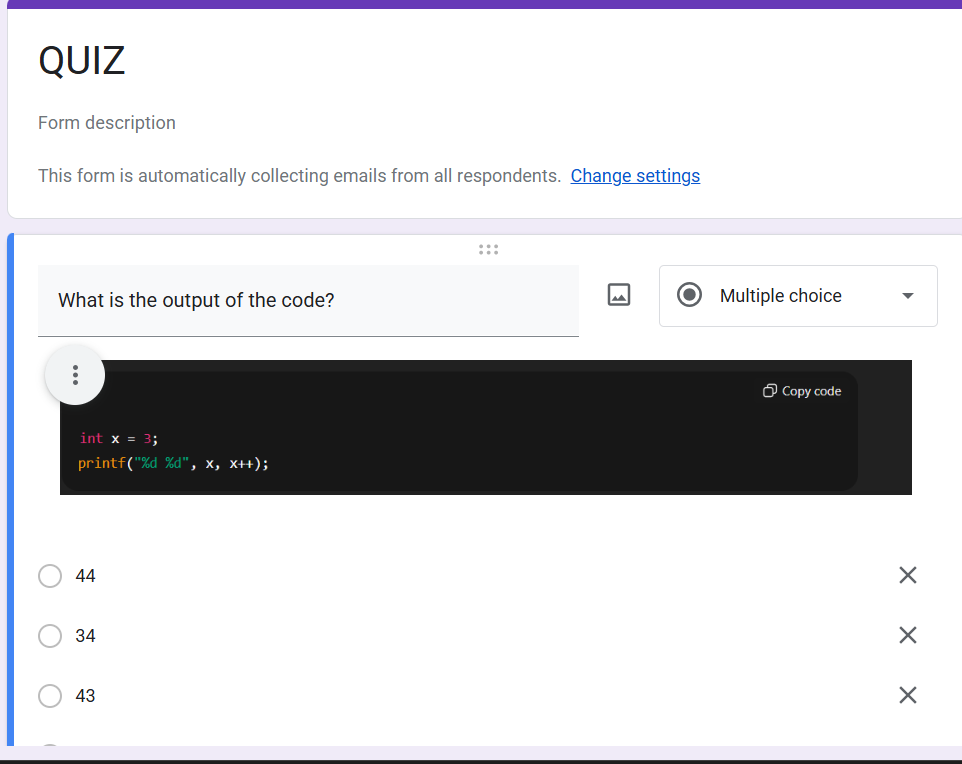 QUIZ
Form description
This form is automatically collecting emails from all respondents. Change settings
What is the output of the code?
Multiple choice
Copy code
int x = 3;
printf("%d %d", x, x++);
44
34
43